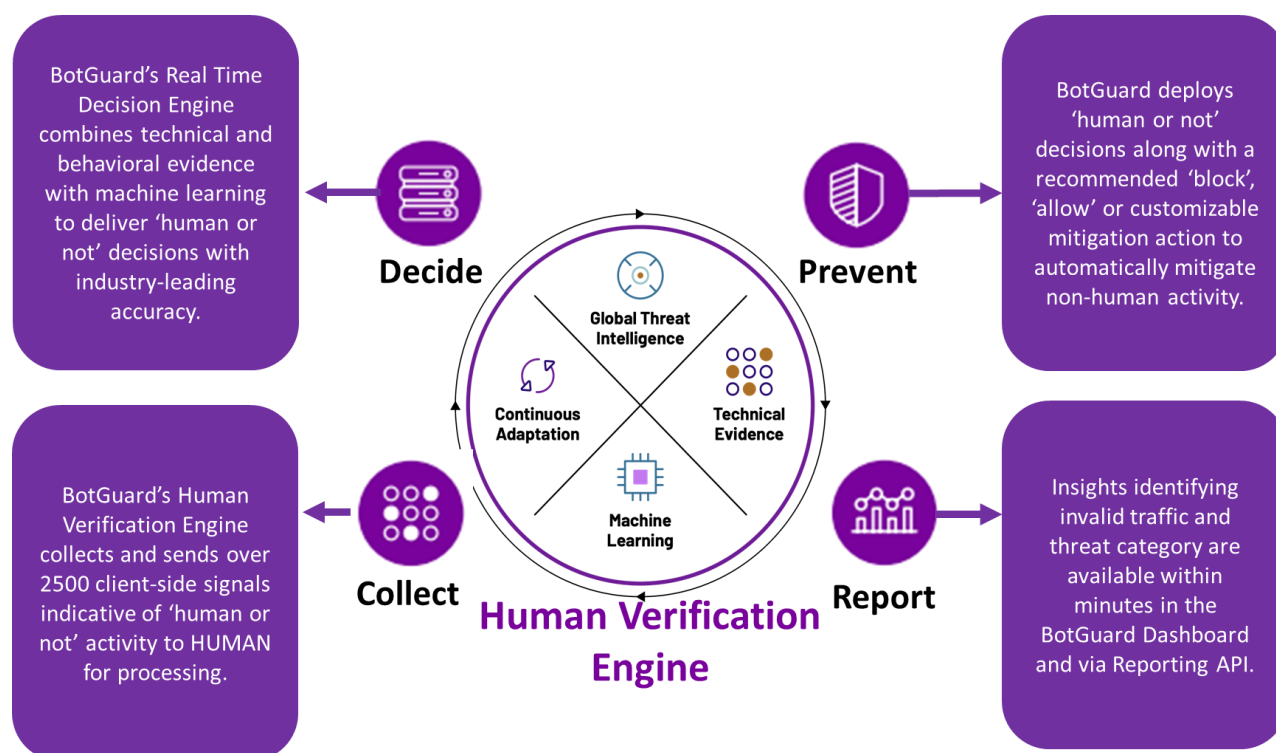 BotGuard’s Real Time
Decision Engine
combines technical and
behavioral evidence
with machine learning
to deliver ‘human or
not’ decisions with
industry-leading
accuracy.
Decide
Prevent
BotGuard deploys
‘human or not’
decisions along with a
recommended ‘block’,
‘allow’ or customizable
mitigation action to
automatically mitigate
non-human activity.
Global Threat
Intelligence
Continuous
Adaptation
Technical
Evidence
Machine
Learning
BotGuard’s Human
Verification Engine
collects and sends over
2500 client-side signals
indicative of ‘human or
not’ activity to HUMAN
for processing.
Collect
Report
Human Verification
Engine
Insights identifying
invalid traffic and
threat category are
available within
minutes in the
BotGuard Dashboard
and via Reporting API.